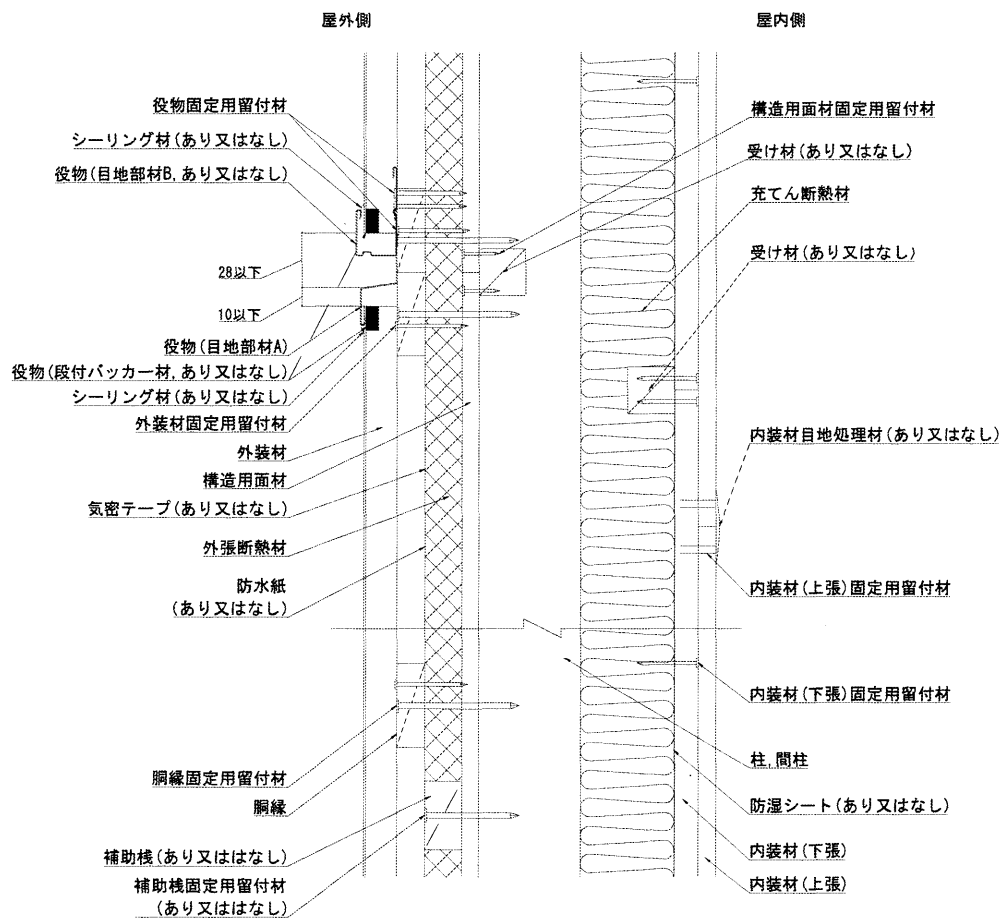 屋外側
屋内側
役物固定用留付材
シーリング材(あり又はなし)
役物(目地部材B, あり又はなし)
28以下
10以下
役物(目地部材A)
役物(段付バッカー材, あり又はなし)
シーリング材(あり又はなし)
外装材固定用留付材
外装材
構造用面材
気密テープ(あり又はなし)
外張断熱材
防水紙
(あり又はなし)
胴縁固定用留付材
胴縁
補助桟(あり又ははなし)
補助桟固定用留付材
(あり又ははなし)
構造用面材固定用留付材
受け材(あり又はなし)
充てん断熱材
受け材(あり又はなし)
内装材目地処理材(あり又はなし)
内装材(上張)固定用留付材
内装材(下張)固定用留付材
柱, 間柱
防湿シート(あり又はなし)
内装材(下張)
内装材(上張)